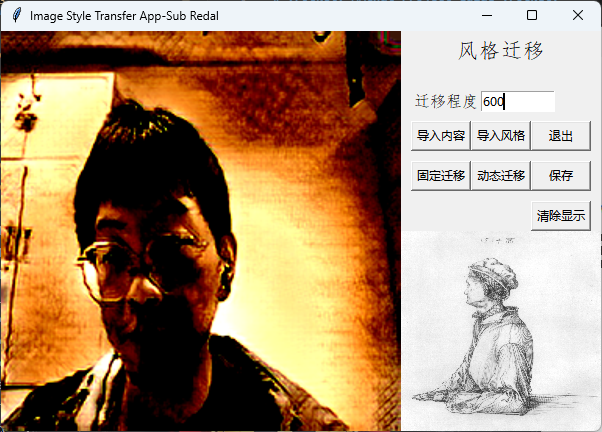 Image Style Transfer App-Sub Redal
风格迁移
迁移程度 600
导入内容 导入风格 退出
固定迁移 动态迁移 保存
清除显示